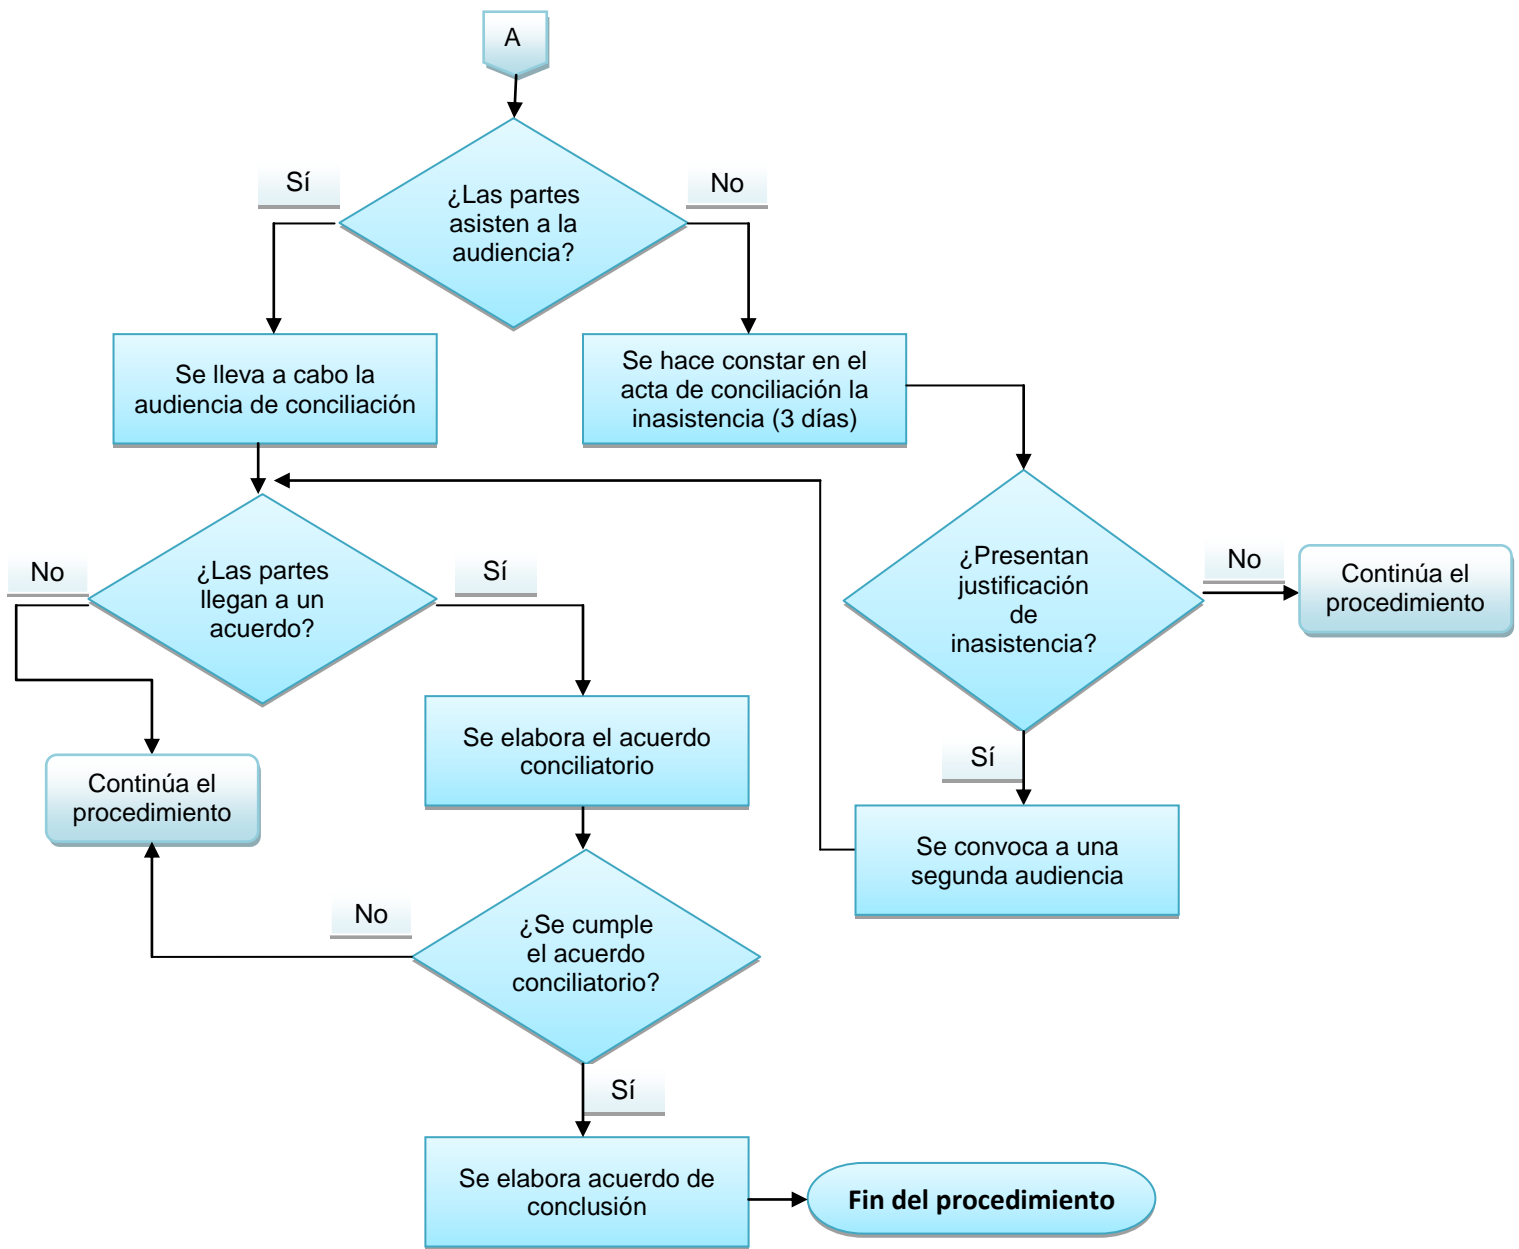 A
¿Las partes
asisten a la
audiencia?
Sí
No
Se lleva a cabo la
audiencia de conciliación
Se hace constar en el
acta de conciliación la
inasistencia (3 días)
¿Las partes
llegan a un
acuerdo?
No
Sí
¿Presentan
justificación
de
inasistencia?
No
Continúa el
procedimiento
Sí
Se elabora el acuerdo
conciliatorio
Continúa el
procedimiento
Se convoca a una
segunda audiencia
¿Se cumple
el acuerdo
conciliatorio?
No
Sí
Se elabora acuerdo de
conclusión
Fin del procedimiento